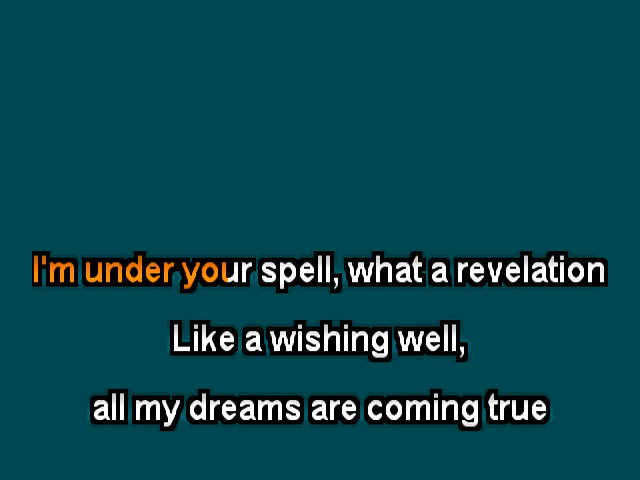 I'm under your spell, what a revelation
Like a wishing well,
all my dreams are coming true